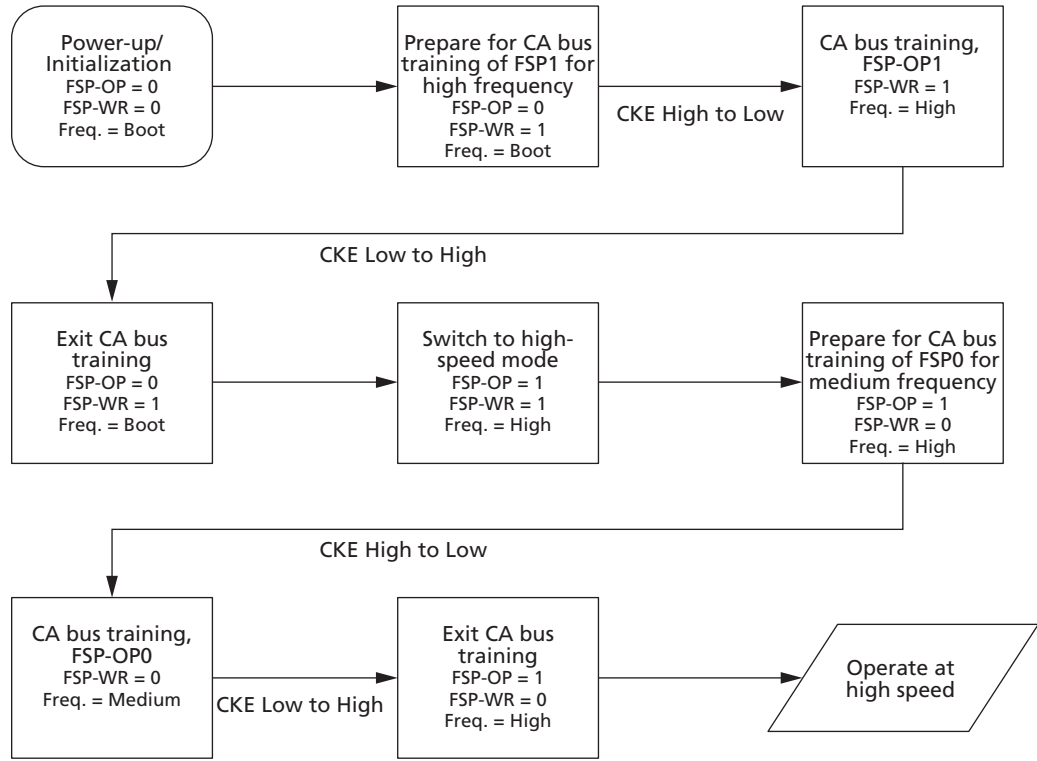 Power-up/
Initialization
FSP-OP = 0
FSP-WR = 0
Freq. = Boot
Prepare for CA bus
training of FSP1 for
high frequency
FSP-OP = 0
FSP-WR = 1
Freq. = Boot
CKE High to Low
CA bus training,
FSP-OP1
FSP-WR = 1
Freq. = High
CKE Low to High
Exit CA bus
training
FSP-OP = 0
FSP-WR = 1
Freq. = Boot
Switch to high-
speed mode
FSP-OP = 1
FSP-WR = 1
Freq. = High
Prepare for CA bus
training of FSP0 for
medium frequency
FSP-OP = 1
FSP-WR = 0
Freq. = High
CKE High to Low
CA bus training,
FSP-OP0
FSP-WR = 0
Freq. = Medium
CKE Low to High
Exit CA bus
training
FSP-OP = 1
FSP-WR = 0
Freq. = High
Operate at
high speed